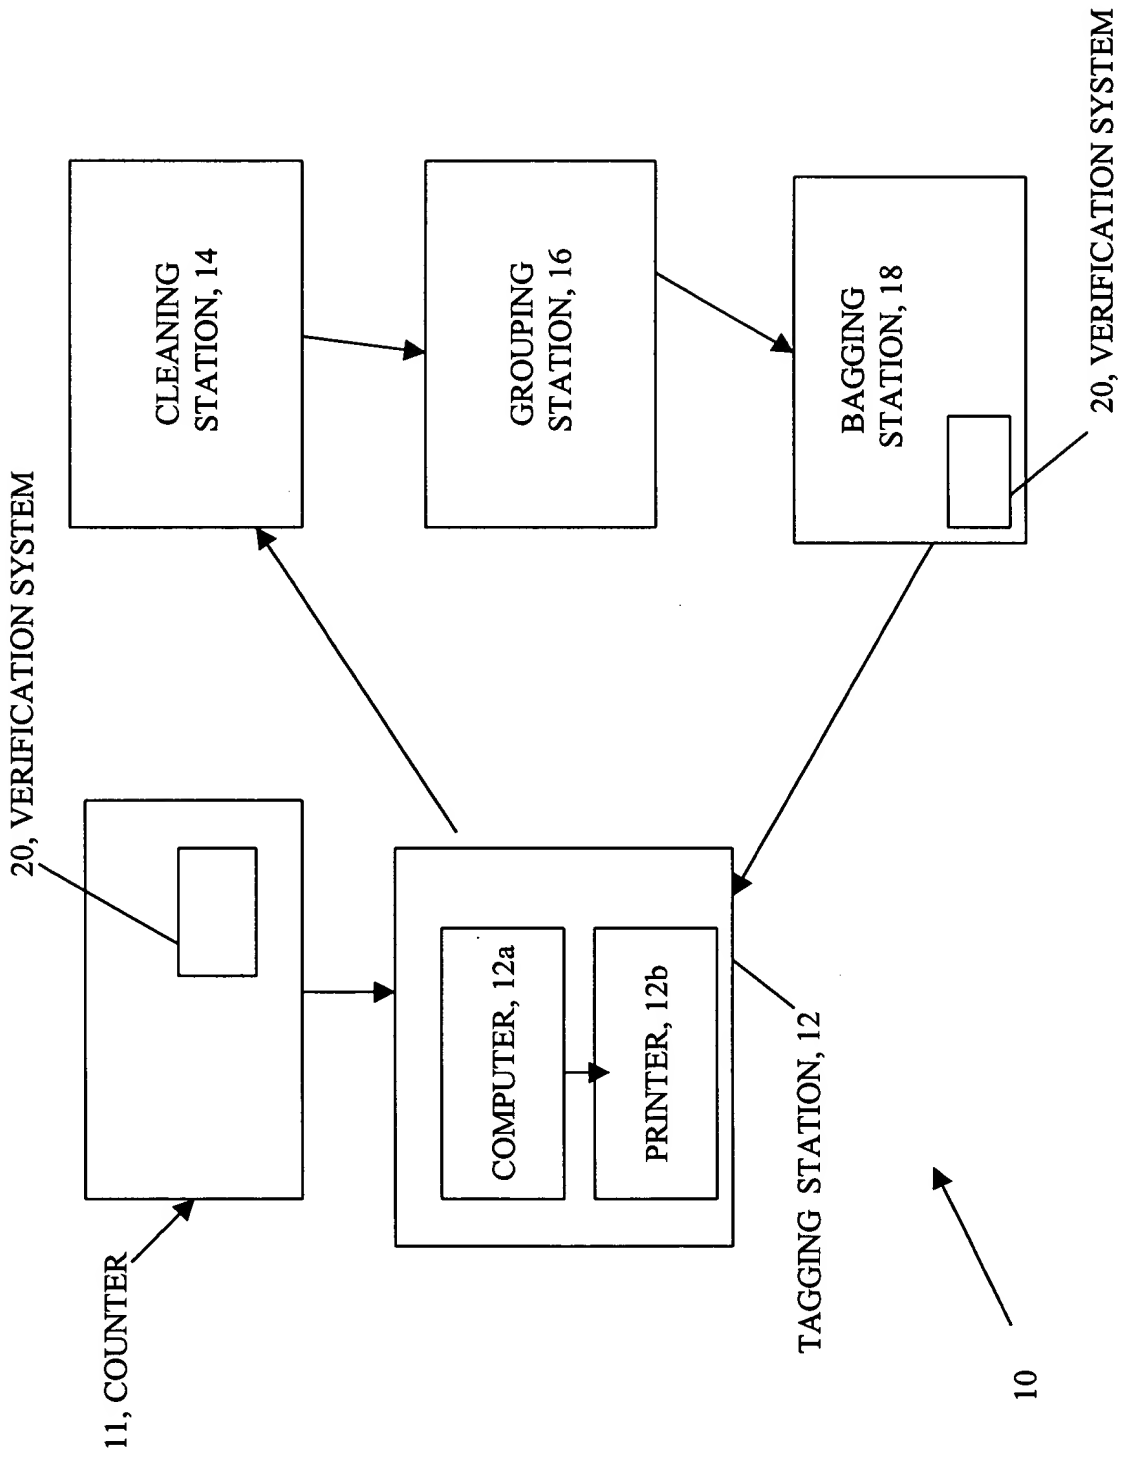 11, COUNTER
20, VERIFICATION SYSTEM
COMPUTER, 12a
PRINTER, 12b
TAGGING STATION, 12
10
CLEANING
STATION, 14
GROUPING
STATION, 16
BAGGING
STATION, 18
20, VERIFICATION SYSTEM